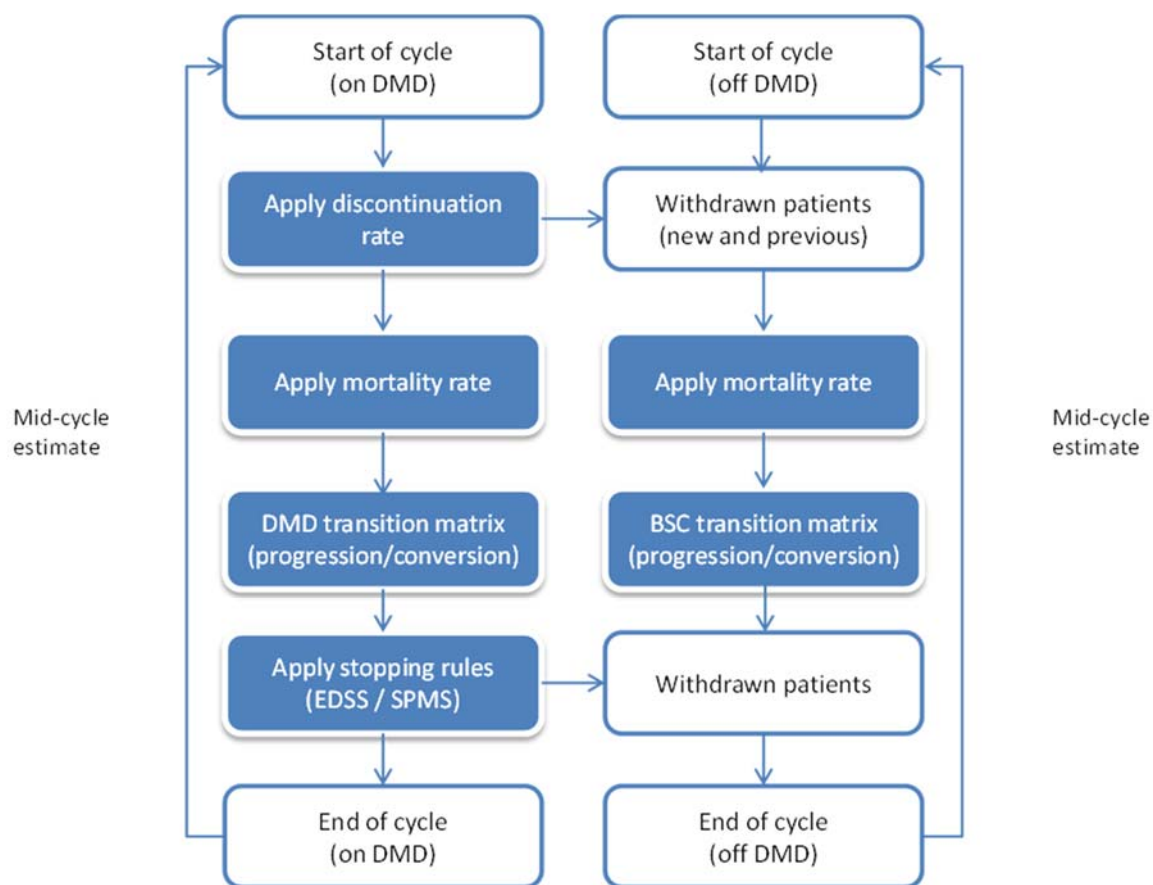 Start of cycle
(on DMD)
Start of cycle
(off DMD)
Apply discontinuation
rate
Withdrawn patients
(new and previous)
Apply mortality rate
Apply mortality rate
Mid-cycle
estimate
Mid-cycle
estimate
DMD transition matrix
(progression/conversion)
BSC transition matrix
(progression/conversion)
Apply stopping rules
(EDSS / SPMS)
Withdrawn patients
End of cycle
(on DMD)
End of cycle
(off DMD)